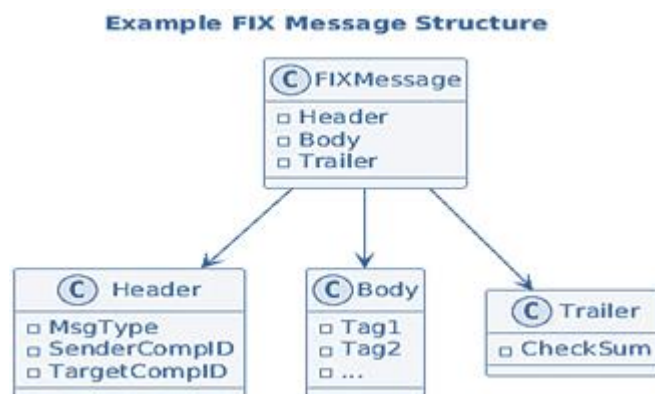 Example FIX Message Structure
C FIXMessage
Header
Body
Trailer
C Header
MsgType
SenderCompID
TargetCompID
C Body
Tag1
Tag2
...
C Trailer
CheckSum